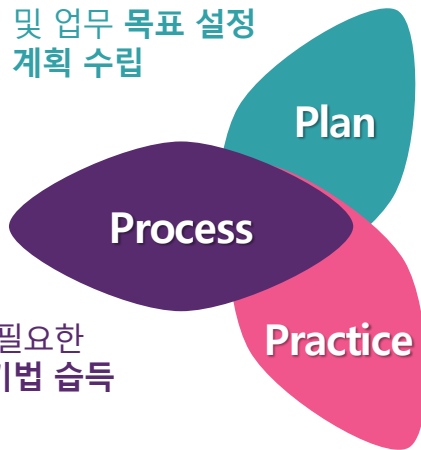 및 업무 목표 설정
계획 수립
Plan
Process
필요한
기법 습득
Practice